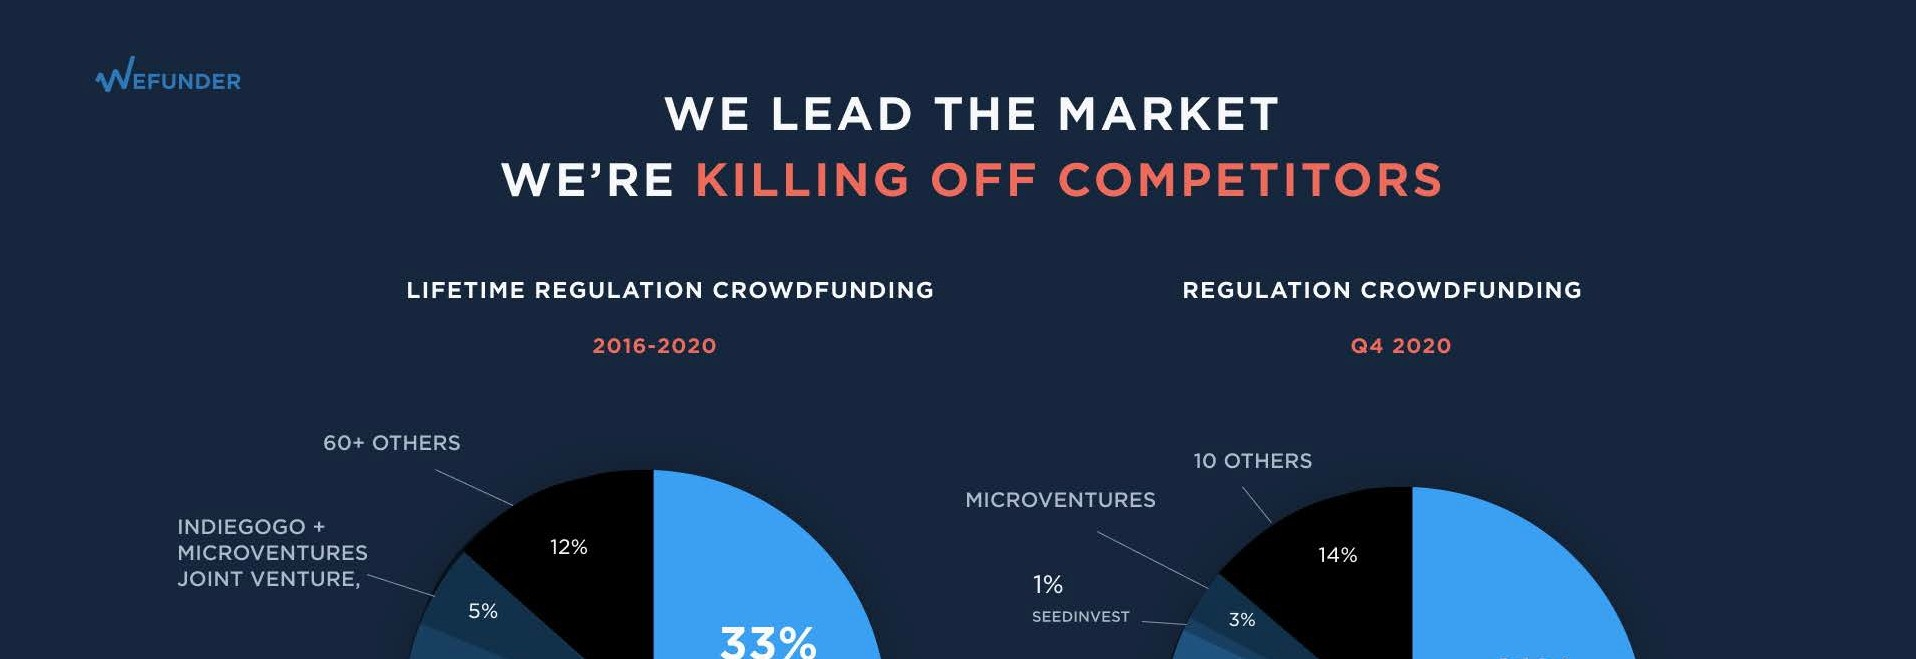 WEFUNDER
WE LEAD THE MARKET
WE'RE KILLING OFF COMPETITORS
LIFETIME REGULATION CROWDFUNDING
2016-2020
60+ OTHERS
INDIEGOGO +
MICROVENTURES
JOINT VENTURE,
12%
5%
33%
REGULATION CROWDFUNDING
Q4 2020
10 OTHERS
MICROVENTURES
14%
1%
SEEDINVEST
3%